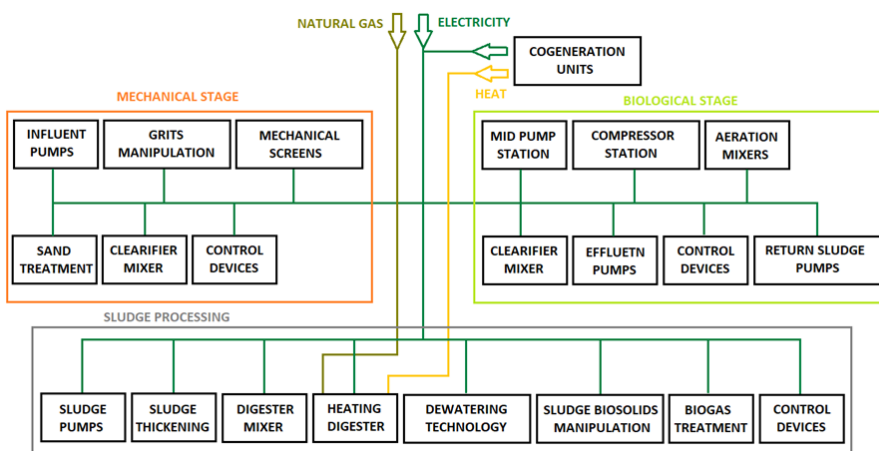 NATURAL GAS
ELECTRICITY
COGENERATION
UNITS
HEAT
MECHANICAL STAGE
BIOLOGICAL STAGE
INFLUENT
PUMPS
GRITS
MANIPULATION
MECHANICAL
SCREENS
MID PUMP
STATION
COMPRESSOR
STATION
AERATION
MIXERS
SAND
TREATMENT
CLEARIFIER
MIXER
CONTROL
DEVICES
CLEARIFIER
MIXER
EFFLUETN
PUMPS
CONTROL
DEVICES
RETURN SLUDGE
PUMPS
SLUDGE PROCESSING
SLUDGE
PUMPS
SLUDGE
THICKENING
DIGESTER
MIXER
HEATING
DIGESTER
DEWATERING
TECHNOLOGY
SLUDGE BIOSOLIDS
MANIPULATION
BIOGAS
TREATMENT
CONTROL
DEVICES